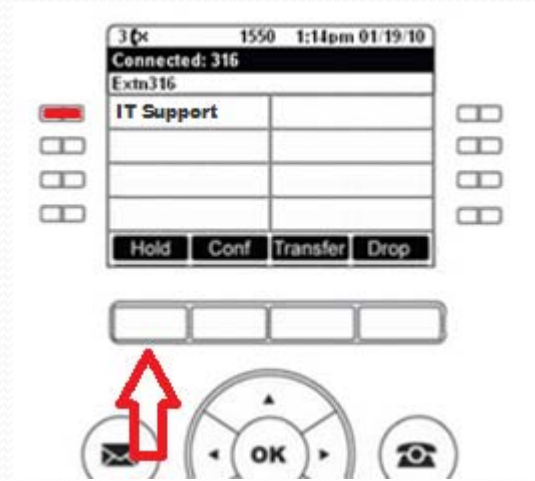 3 1550 1:14pm 01/19/10
Connected: 316
Extn316
IT Support
Hold Conf Transfer Drop
OK